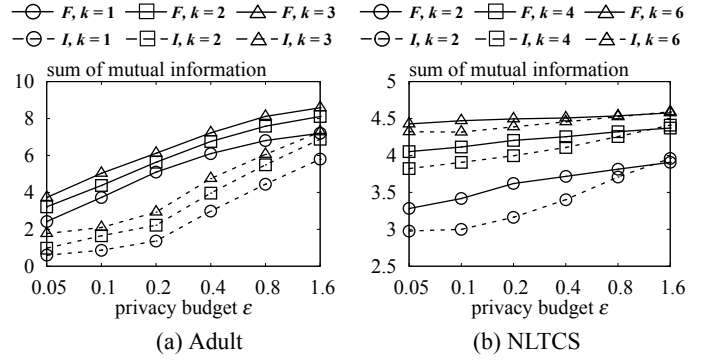 F, k = 1 F, k = 2 F, k = 3
I, k = 1 I, k = 2 I, k = 3
sum of mutual information
10
8
6
4
2
0
0.05 0.1 0.2 0.4 0.8 1.6
privacy budget ε
(a) Adult
F, k = 2 F, k = 4 F, k = 6
I, k = 2 I, k = 4 I, k = 6
sum of mutual information
5
4.5
4
3.5
3
2.5
0.05 0.1 0.2 0.4 0.8 1.6
privacy budget ε
(b) NLTCS